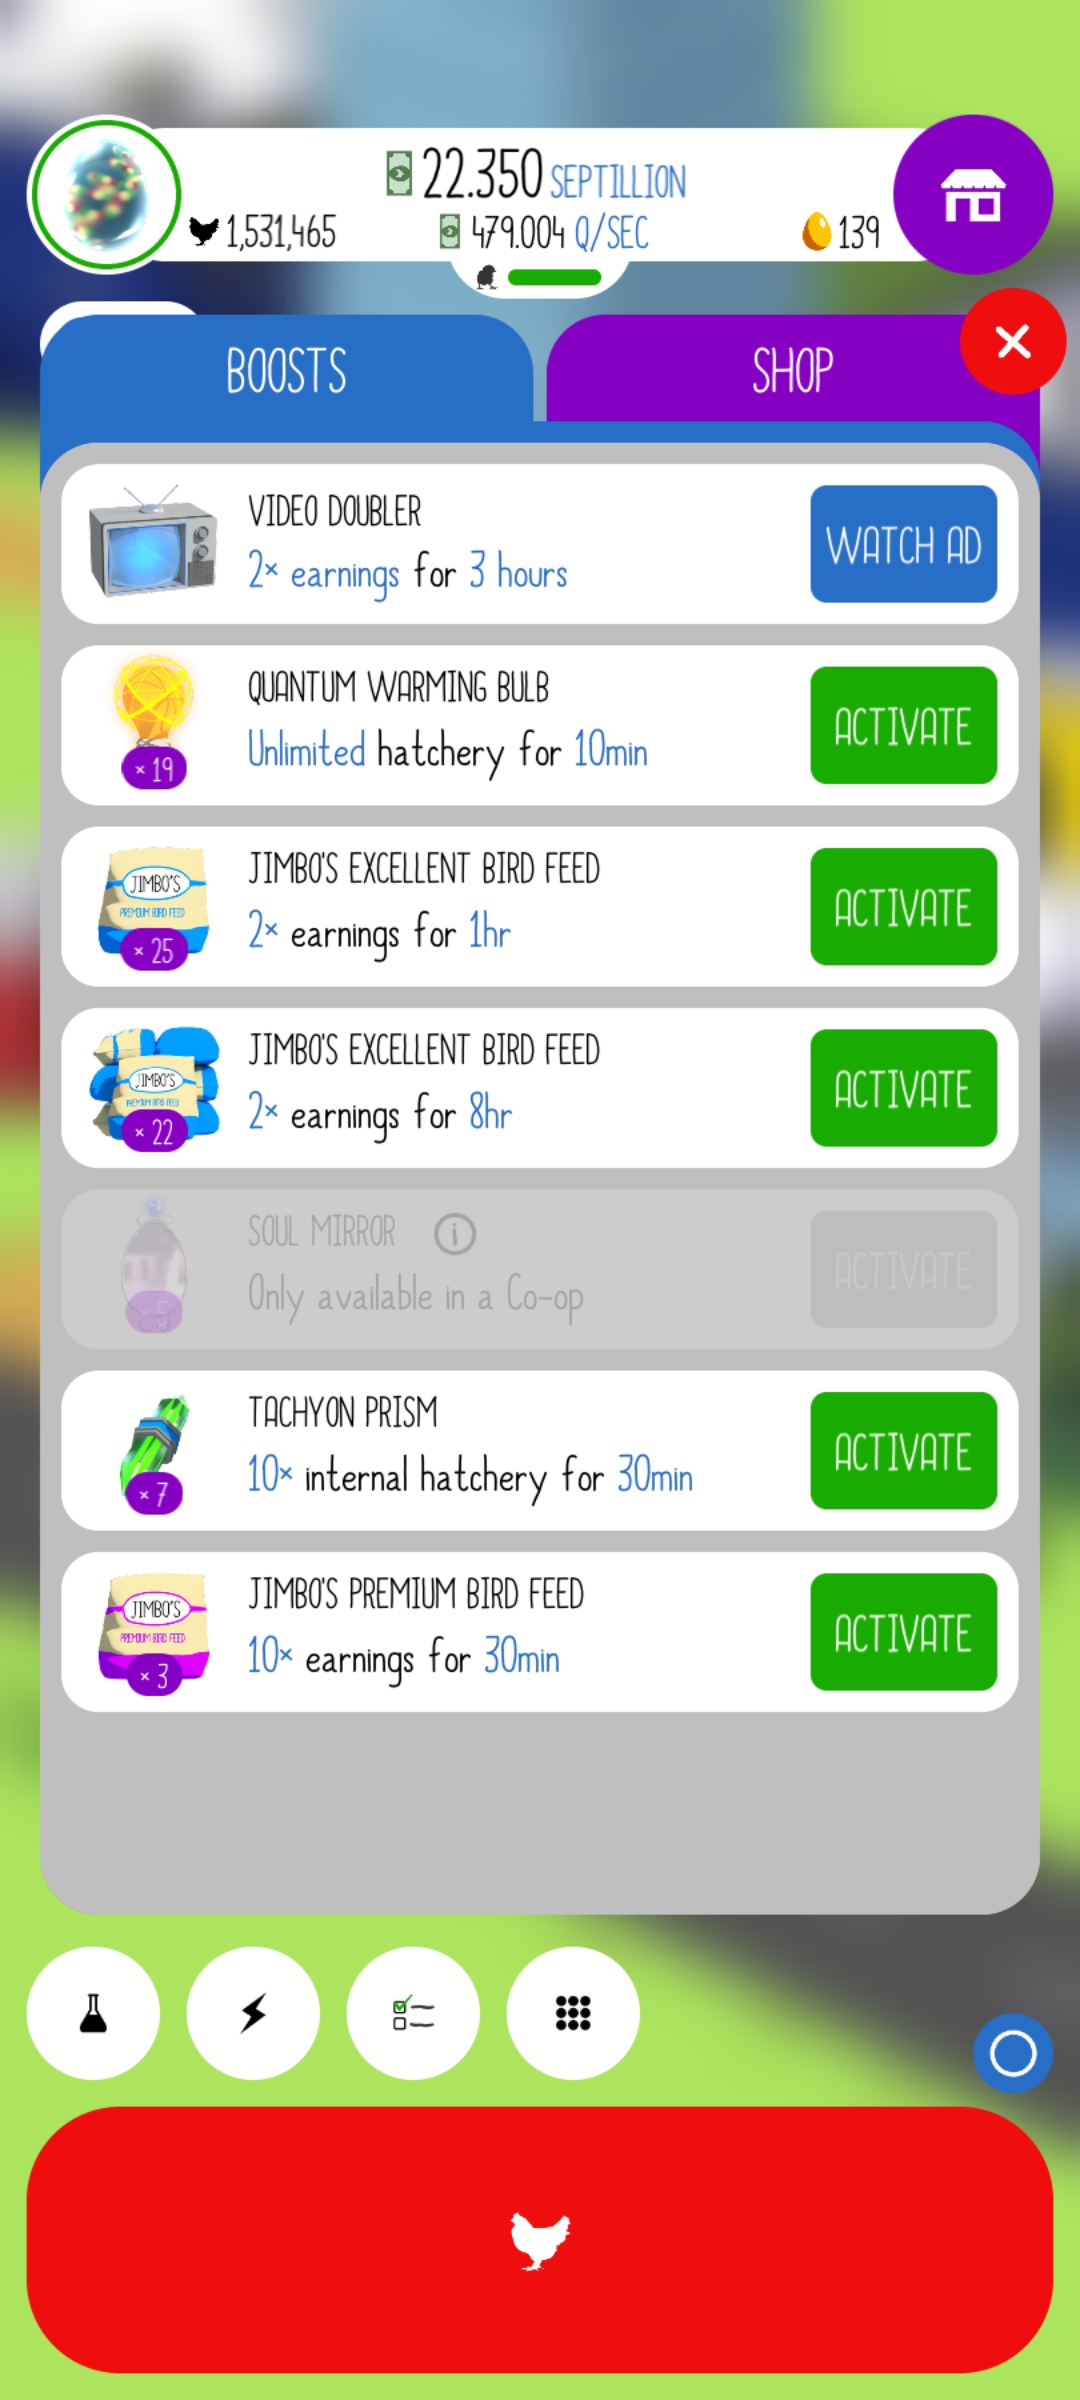 22.350 SEPTILLION
1,531,465
479.004 Q/SEC
139
BOOSTS
SHOP
VIDEO DOUBLER
2× earnings for 3 hours
WATCH AD
QUANTUM WARMING BULB
Unlimited hatchery for 10min
× 19
ACTIVATE
JIMBO'S EXCELLENT BIRD FEED
2× earnings for 1hr
JIMBO'S
PREMIUM BIRD FEED
× 25
ACTIVATE
JIMBO'S EXCELLENT BIRD FEED
2× earnings for 8hr
JIMBO'S
PREMIUM BIRD FEED
× 22
ACTIVATE
SOUL MIRROR
Only available in a Co-op
× 5
ACTIVATE
TACHYON PRISM
10× internal hatchery for 30min
× 7
ACTIVATE
JIMBO'S PREMIUM BIRD FEED
10× earnings for 30min
JIMBO'S
PREMIUM BIRD FEED
× 3
ACTIVATE